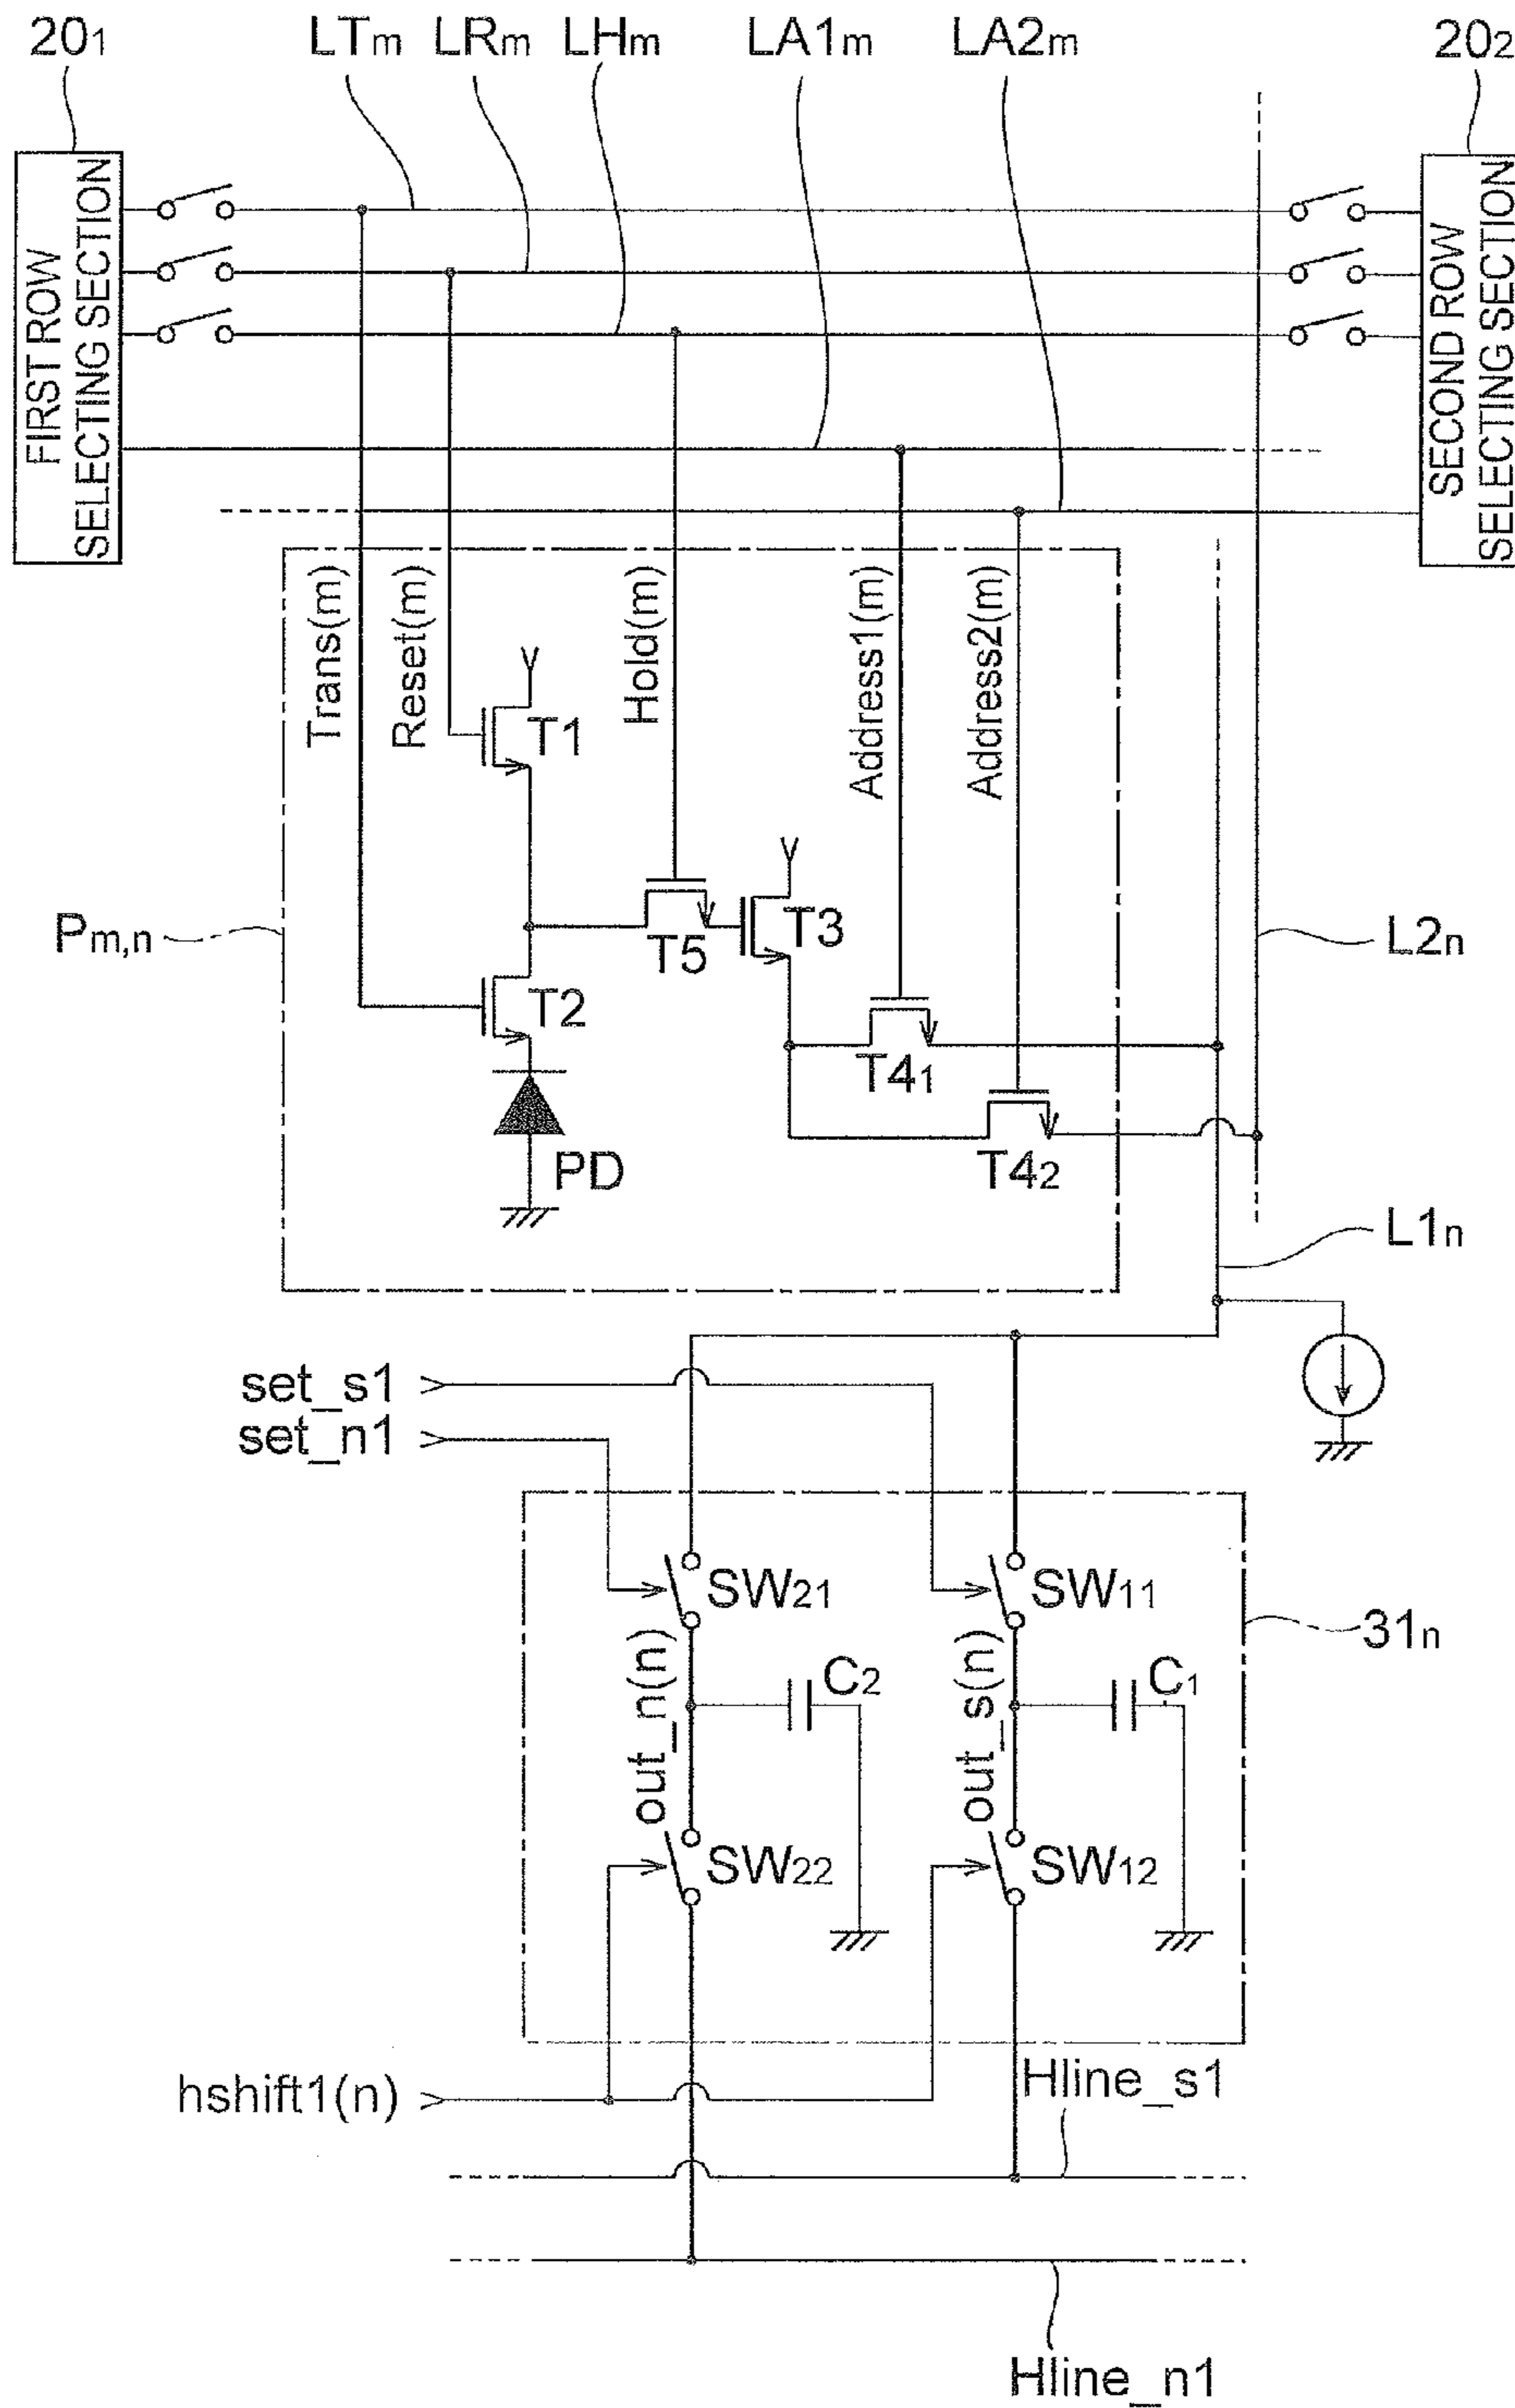 20₁ LTm LRm LHm LA1m LA2m 20₂
FIRST ROW
SELECTING SECTION
SECOND ROW
SELECTING SECTION
Trans(m)
Reset(m)
Hold(m)
Address1(m)
Address2(m)
T1
Pm,n
T5
T3
L2n
T2
T4₁
PD
T4₂
L1n
set_s1
set_n1
SW₂₁
SW₁₁
31n
out_n(n)
C₂
out_s(n)
C₁
SW₂₂
SW₁₂
hshift1(n)
Hline_s1
Hline_n1